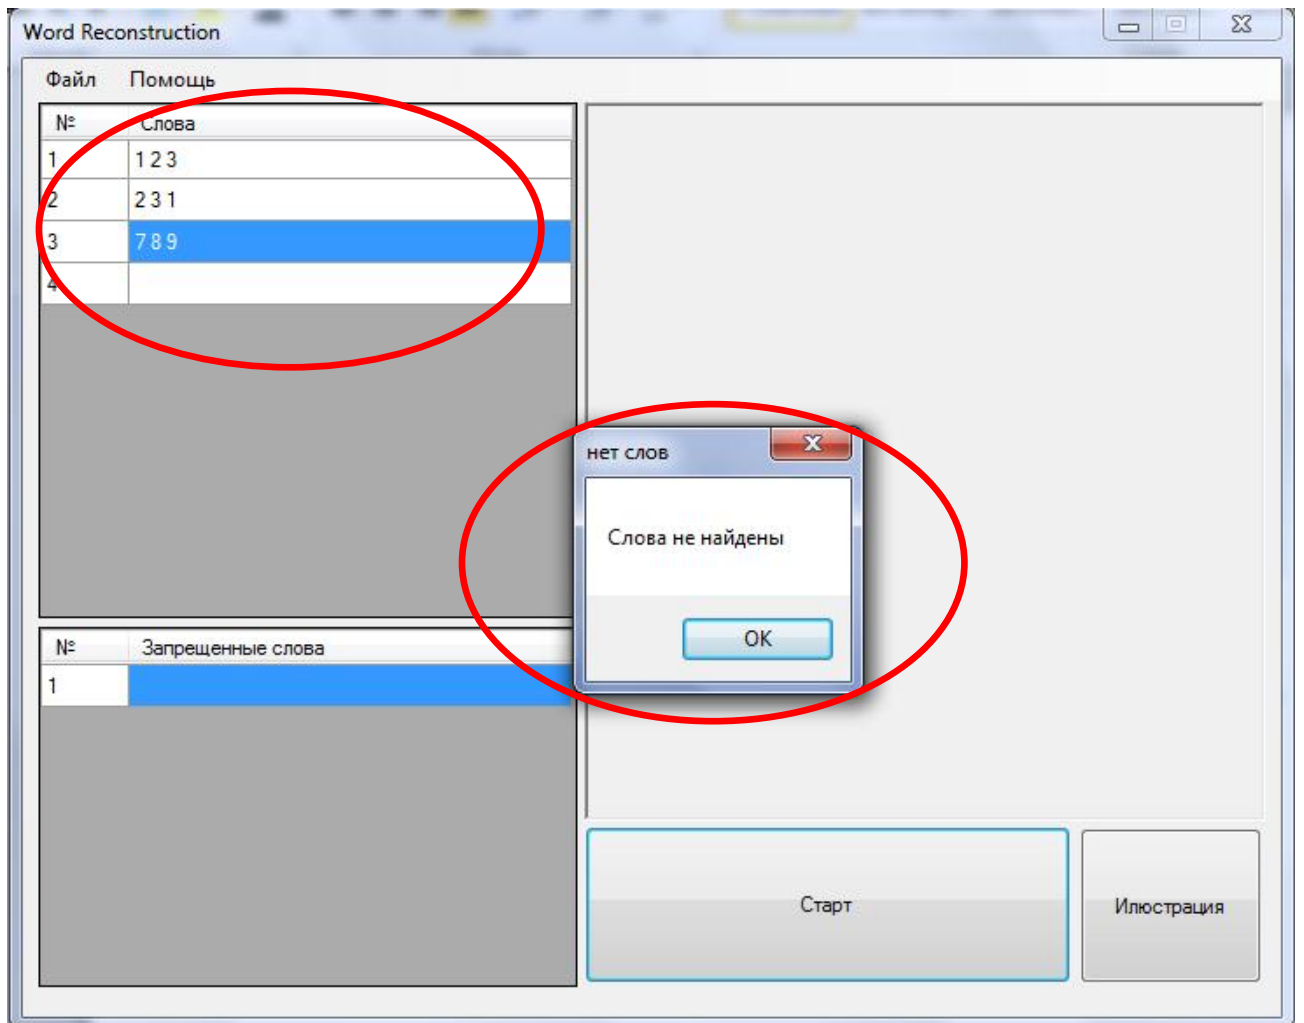 Word Reconstruction
Файл Помощь
№ Слова
1 1 2 3
2 2 3 1
3 7 8 9
4
нет слов
Слова не найдены
OK
№ Запрещенные слова
1
Старт
Илюстрация